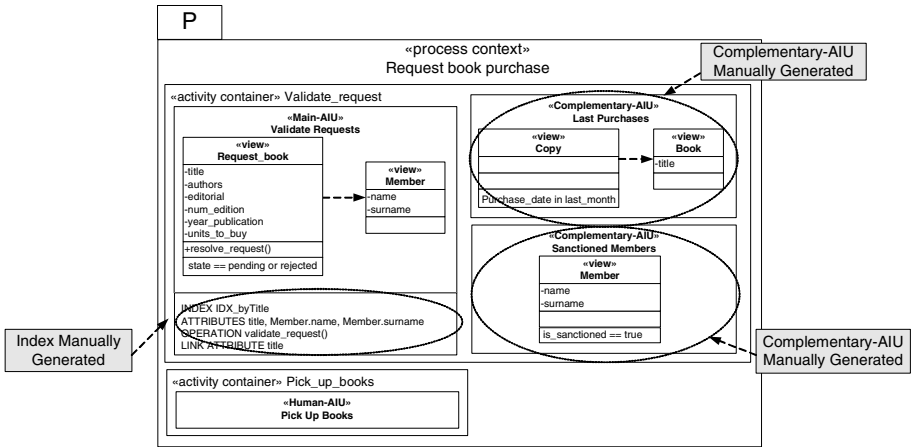 P
«process context»
Request book purchase
Complementary-AIU
Manually Generated
«activity container» Validate_request
«Main-AIU»
Validate Requests
«view»
Request_book
-title
-authors
-editorial
-num_edition
-year_publication
-units_to_buy
+resolve_request()
state == pending or rejected
«view»
Member
-name
-surname
INDEX IDX_byTitle
ATTRIBUTES title, Member.name, Member.surname
OPERATION validate_request()
LINK ATTRIBUTE title
Index Manually
Generated
«Complementary-AIU»
Last Purchases
«view»
Copy
Purchase_date in last_month
«view»
Book
-title
«Complementary-AIU»
Sanctioned Members
«view»
Member
-name
-surname
is_sanctioned == true
Complementary-AIU
Manually Generated
«activity container» Pick_up_books
«Human-AIU»
Pick Up Books